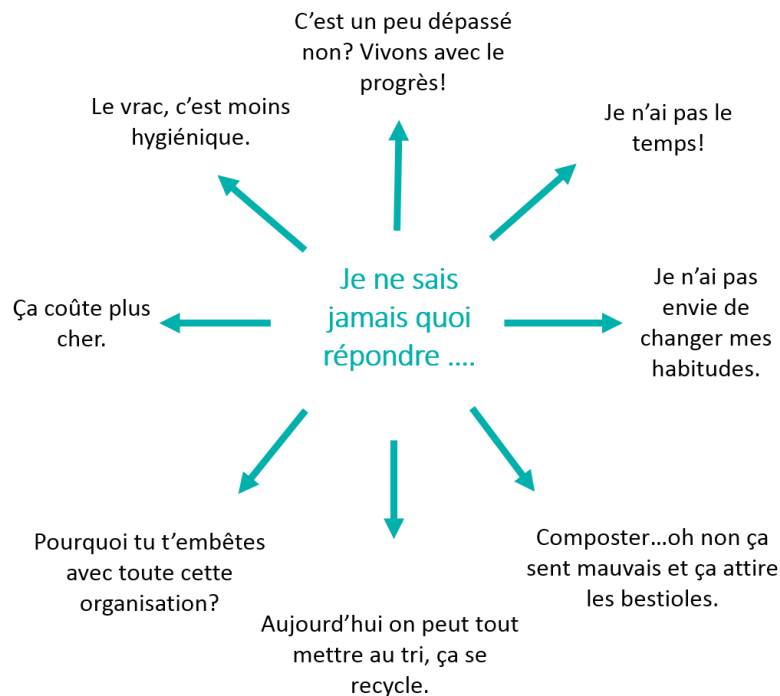 C’est un peu dépassé
non? Vivons avec le
progrès!
Le vrac, c’est moins
hygiénique.
Je n’ai pas le
temps!
Je ne sais
jamais quoi
répondre ....
Ça coûte plus
cher.
Je n’ai pas
envie de
changer mes
habitudes.
Pourquoi tu t’embêtes
avec toute cette
organisation?
Composter...oh non ça
sent mauvais et ça attire
les bestioles.
Aujourd’hui on peut tout
mettre au tri, ça se
recycle.